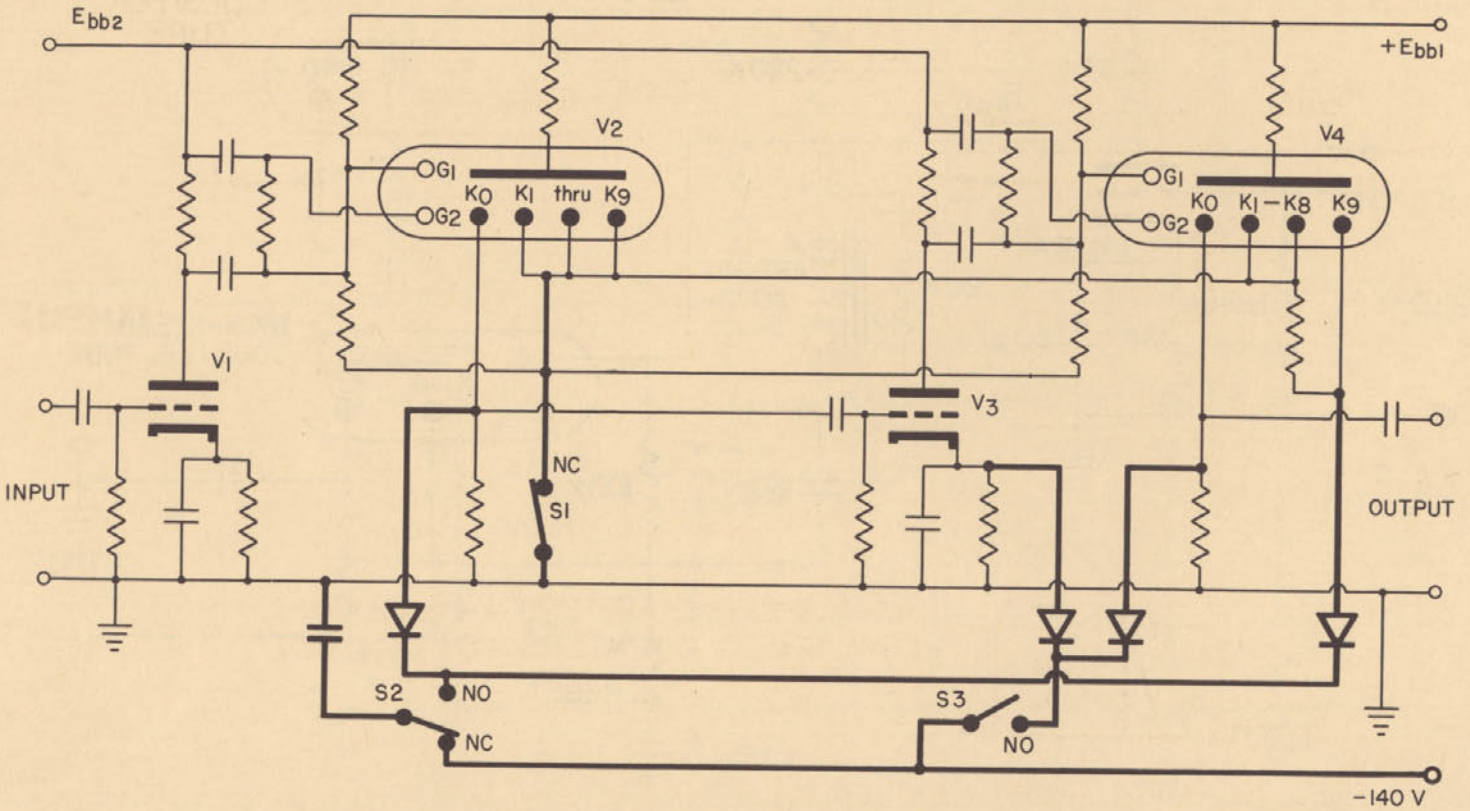 Ebb2
+Ebb1
V2
G1
G2
K0 K1 thru K9
V4
G1
G2
K0 K1 — K8 K9
V1
V3
NC
S1
INPUT
OUTPUT
S2
NO
NC
S3
NO
-140 V